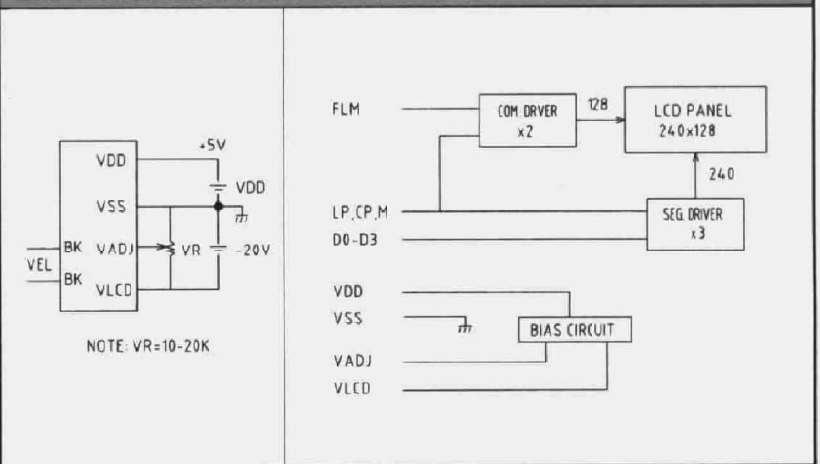 +5V
VDD
VDD
VSS
BK VADJ VR -20V
VEL
BK
VLCD
NOTE: VR=10-20K
FLM
COM. DRVER
x2
128
LCD PANEL
240x128
240
LP,CP,M
SEG. DRIVER
x3
D0-D3
VDD
VSS
BIAS CIRCUIT
VADJ
VLCD